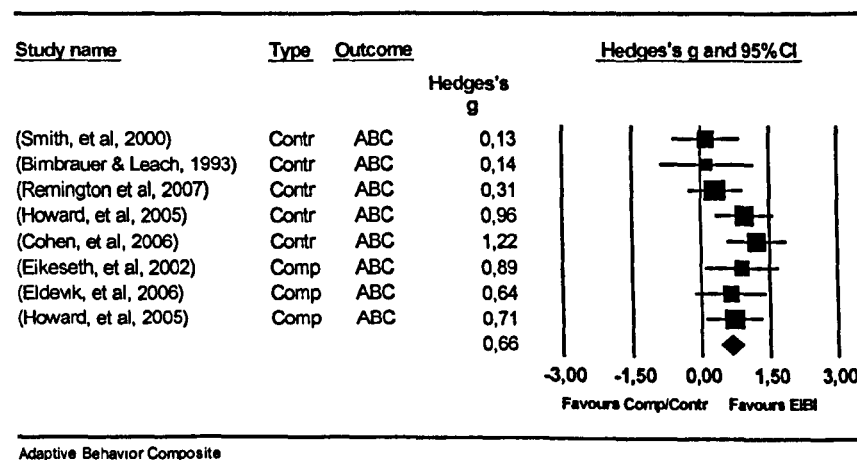 Study name Type Outcome Hedges's g and 95%CI
Hedges's
g
(Smith, et al, 2000) Contr ABC 0,13
(Birnbrauer & Leach, 1993) Contr ABC 0,14
(Remington et al, 2007) Contr ABC 0,31
(Howard, et al, 2005) Contr ABC 0,96
(Cohen, et al, 2006) Contr ABC 1,22
(Eikeseth, et al, 2002) Comp ABC 0,89
(Eldevik, et al, 2006) Comp ABC 0,64
(Howard, et al, 2005) Comp ABC 0,71
0,66
-3,00 -1,50 0,00 1,50 3,00
Favours Comp/Contr Favours EIBI
Adaptive Behavior Composite